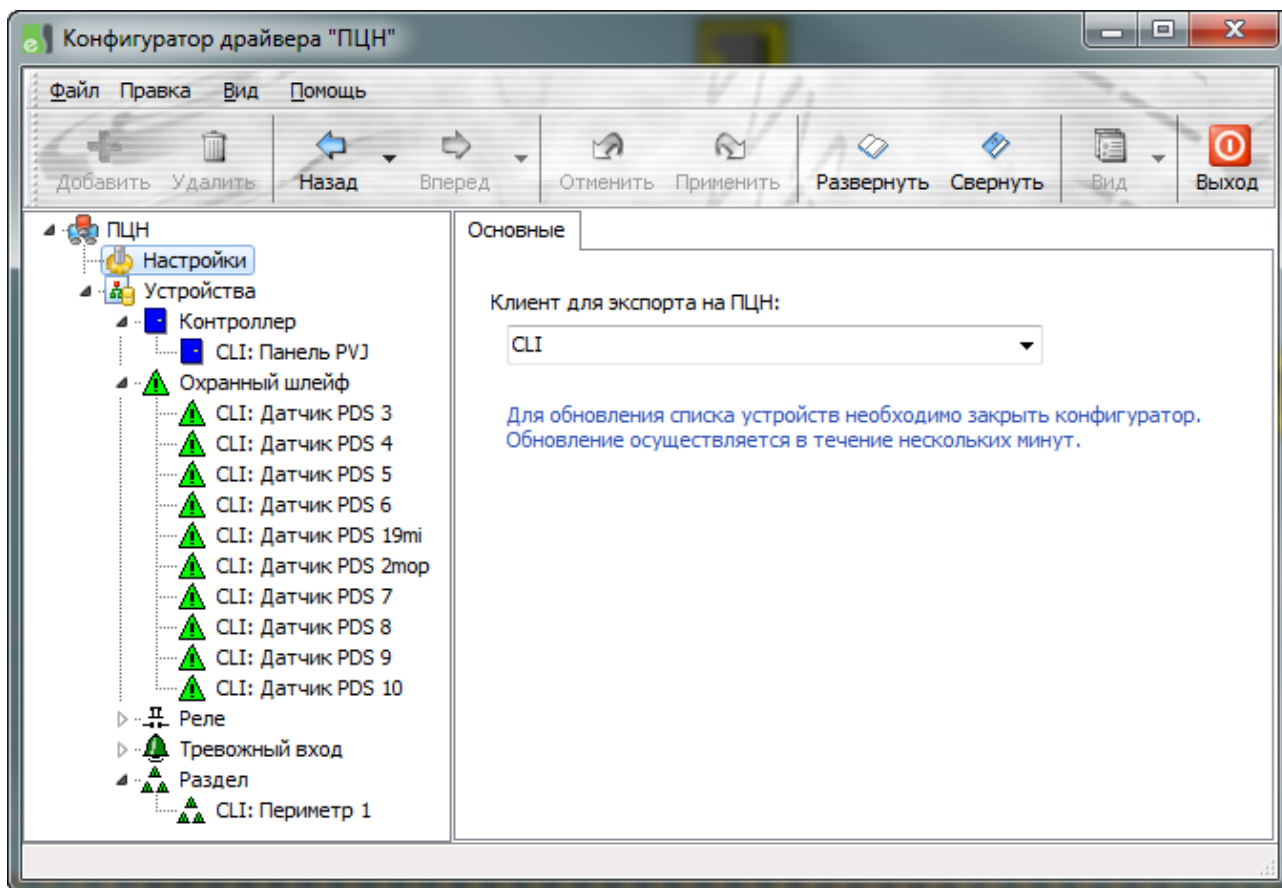 Конфигуратор драйвера "ПЦН"
Файл Правка Вид Помощь
Добавить Удалить Назад Вперед Отменить Применить Развернуть Свернуть Вид Выход
ПЦН
Настройки
Устройства
Контроллер
CLI: Панель PVJ
Охранный шлейф
CLI: Датчик PDS 3
CLI: Датчик PDS 4
CLI: Датчик PDS 5
CLI: Датчик PDS 6
CLI: Датчик PDS 19mi
CLI: Датчик PDS 2mop
CLI: Датчик PDS 7
CLI: Датчик PDS 8
CLI: Датчик PDS 9
CLI: Датчик PDS 10
Реле
Тревожный вход
Раздел
CLI: Периметр 1
Основные
Клиент для экспорта на ПЦН:
CLI
Для обновления списка устройств необходимо закрыть конфигуратор.
Обновление осуществляется в течение нескольких минут.